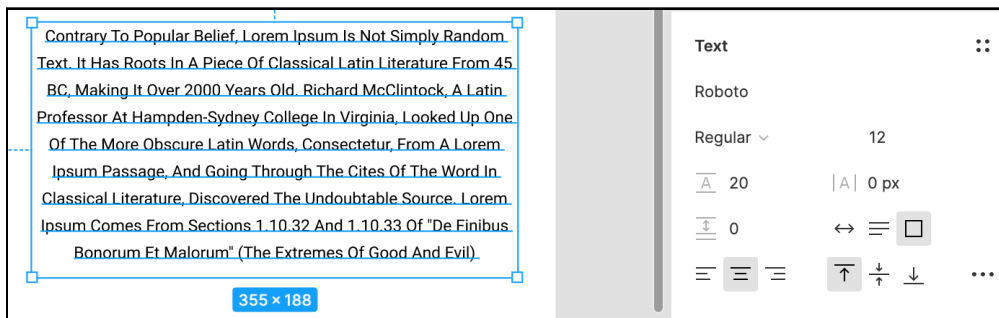 Contrary To Popular Belief, Lorem Ipsum Is Not Simply Random
Text. It Has Roots In A Piece Of Classical Latin Literature From 45
BC, Making It Over 2000 Years Old. Richard McClintock, A Latin
Professor At Hampden-Sydney College In Virginia, Looked Up One
Of The More Obscure Latin Words, Consectetur, From A Lorem
Ipsum Passage, And Going Through The Cites Of The Word In
Classical Literature, Discovered The Undoubtable Source. Lorem
Ipsum Comes From Sections 1.10.32 And 1.10.33 Of "De Finibus
Bonorum Et Malorum" (The Extremes Of Good And Evil)
355 × 188
Text
Roboto
Regular 12
A 20 |A| 0 px
0